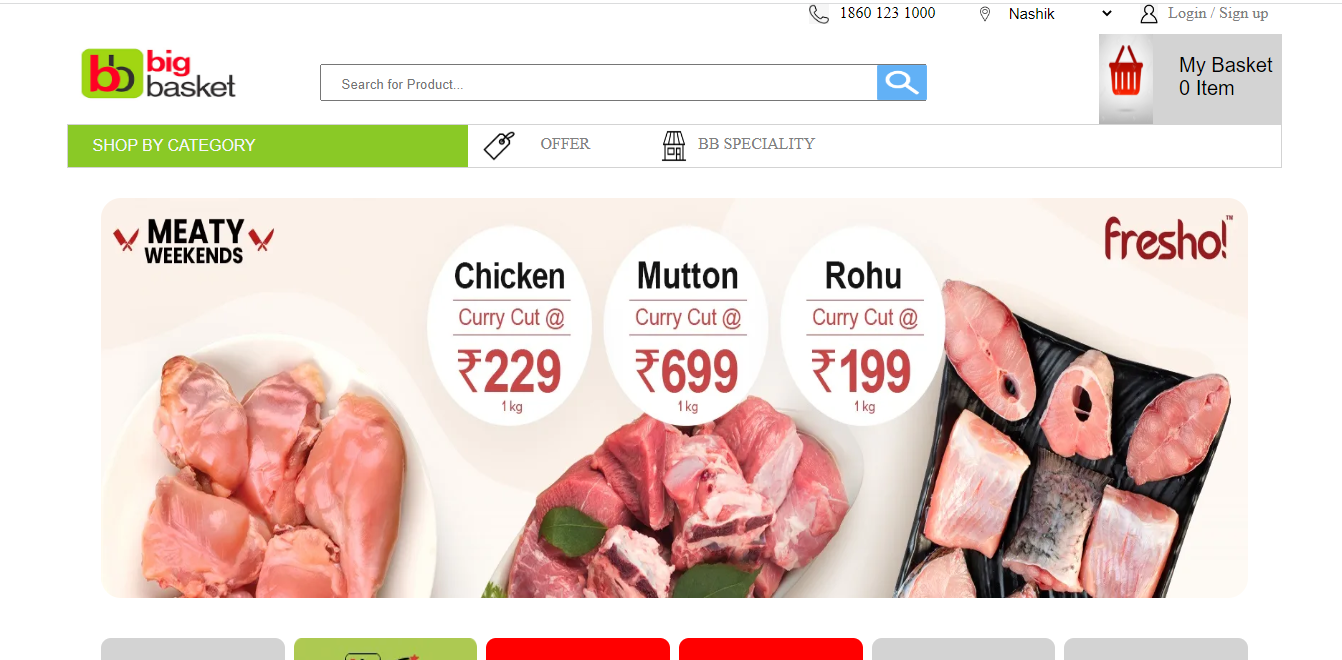 1860 123 1000
Nashik
Login / Sign up
bb big
basket
Search for Product...
My Basket
0 Item
SHOP BY CATEGORY
OFFER
BB SPECIALITY
MEATY
WEEKENDS
fresho!™
Chicken
Curry Cut @
₹229
1 kg
Mutton
Curry Cut @
₹699
1 kg
Rohu
Curry Cut @
₹199
1 kg